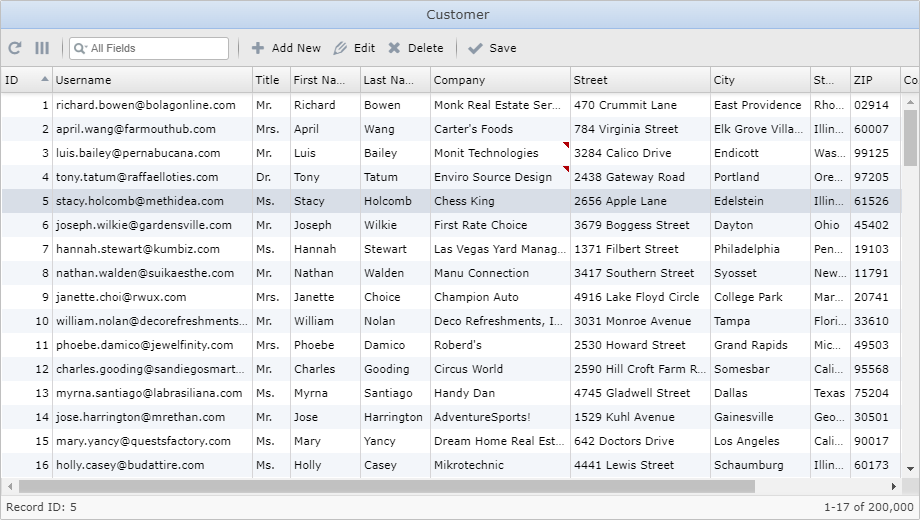 Customer
All Fields Add New Edit Delete Save
ID Username Title First Na... Last Na... Company Street City St... ZIP Co
1 richard.bowen@bolagonline.com Mr. Richard Bowen Monk Real Estate Ser... 470 Crummit Lane East Providence Rho... 02914
2 april.wang@farmouthub.com Mrs. April Wang Carter's Foods 784 Virginia Street Elk Grove Villa... Illin... 60007
3 luis.bailey@pernabucana.com Mr. Luis Bailey Monit Technologies 3284 Calico Drive Endicott Was... 99125
4 tony.tatum@raffaelloties.com Dr. Tony Tatum Enviro Source Design 2438 Gateway Road Portland Ore... 97205
5 stacy.holcomb@methidea.com Ms. Stacy Holcomb Chess King 2656 Apple Lane Edelstein Illin... 61526
6 joseph.wilkie@gardensville.com Mr. Joseph Wilkie First Rate Choice 3679 Boggess Street Dayton Ohio 45402
7 hannah.stewart@kumbiz.com Ms. Hannah Stewart Las Vegas Yard Manag... 1371 Filbert Street Philadelphia Pen... 19103
8 nathan.walden@suikaesthe.com Mr. Nathan Walden Manu Connection 3417 Southern Street Syosset New... 11791
9 janette.choi@rwux.com Mrs. Janette Choice Champion Auto 4916 Lake Floyd Circle College Park Mar... 20741
10 william.nolan@decorefreshments... Mr. William Nolan Deco Refreshments, I... 3031 Monroe Avenue Tampa Flori... 33610
11 phoebe.damico@jewelfinity.com Mrs. Phoebe Damico Roberd's 2530 Howard Street Grand Rapids Mic... 49503
12 charles.gooding@sandiegosmart... Mr. Charles Gooding Circus World 2590 Hill Croft Farm R... Somesbar Cali... 95568
13 myrna.santiago@labrasiliana.com Ms. Myrna Santiago Handy Dan 4745 Gladwell Street Dallas Texas 75204
14 jose.harrington@mrethan.com Mr. Jose Harrington AdventureSports! 1529 Kuhl Avenue Gainesville Geo... 30501
15 mary.yancy@questsfactory.com Ms. Mary Yancy Dream Home Real Est... 642 Doctors Drive Los Angeles Cali... 90017
16 holly.casey@budattire.com Ms. Holly Casey Mikrotechnic 4441 Lewis Street Schaumburg Illin... 60173
Record ID: 5 1-17 of 200,000